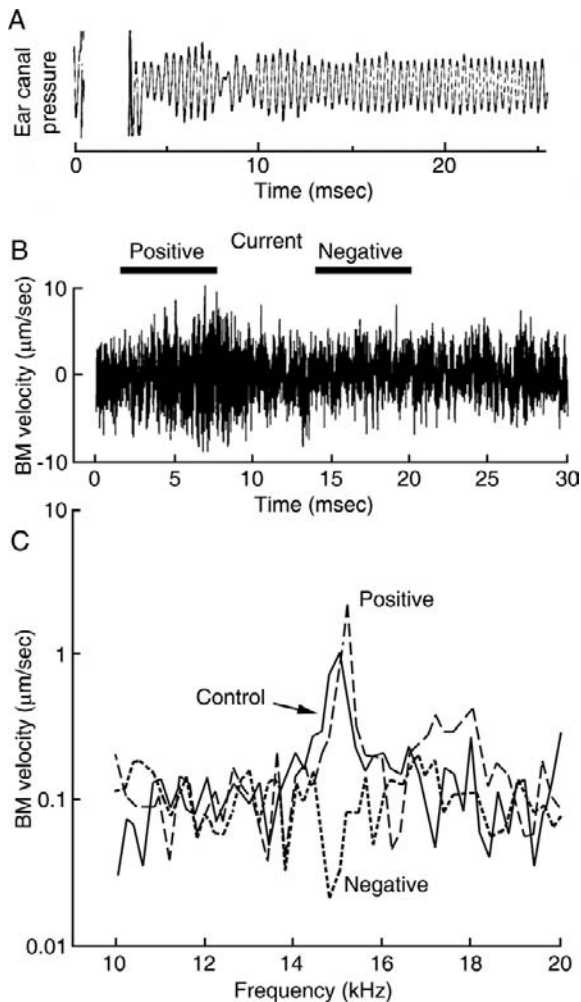 A
Ear canal
pressure
0 10 20
Time (msec)
B
Current
Positive Negative
BM velocity (μm/sec)
10
0
-10
0 5 10 15 20 25 30
Time (msec)
C
BM velocity (μm/sec)
10
1
0.1
0.01
Positive
Control
Negative
10 12 14 16 18 20
Frequency (kHz)